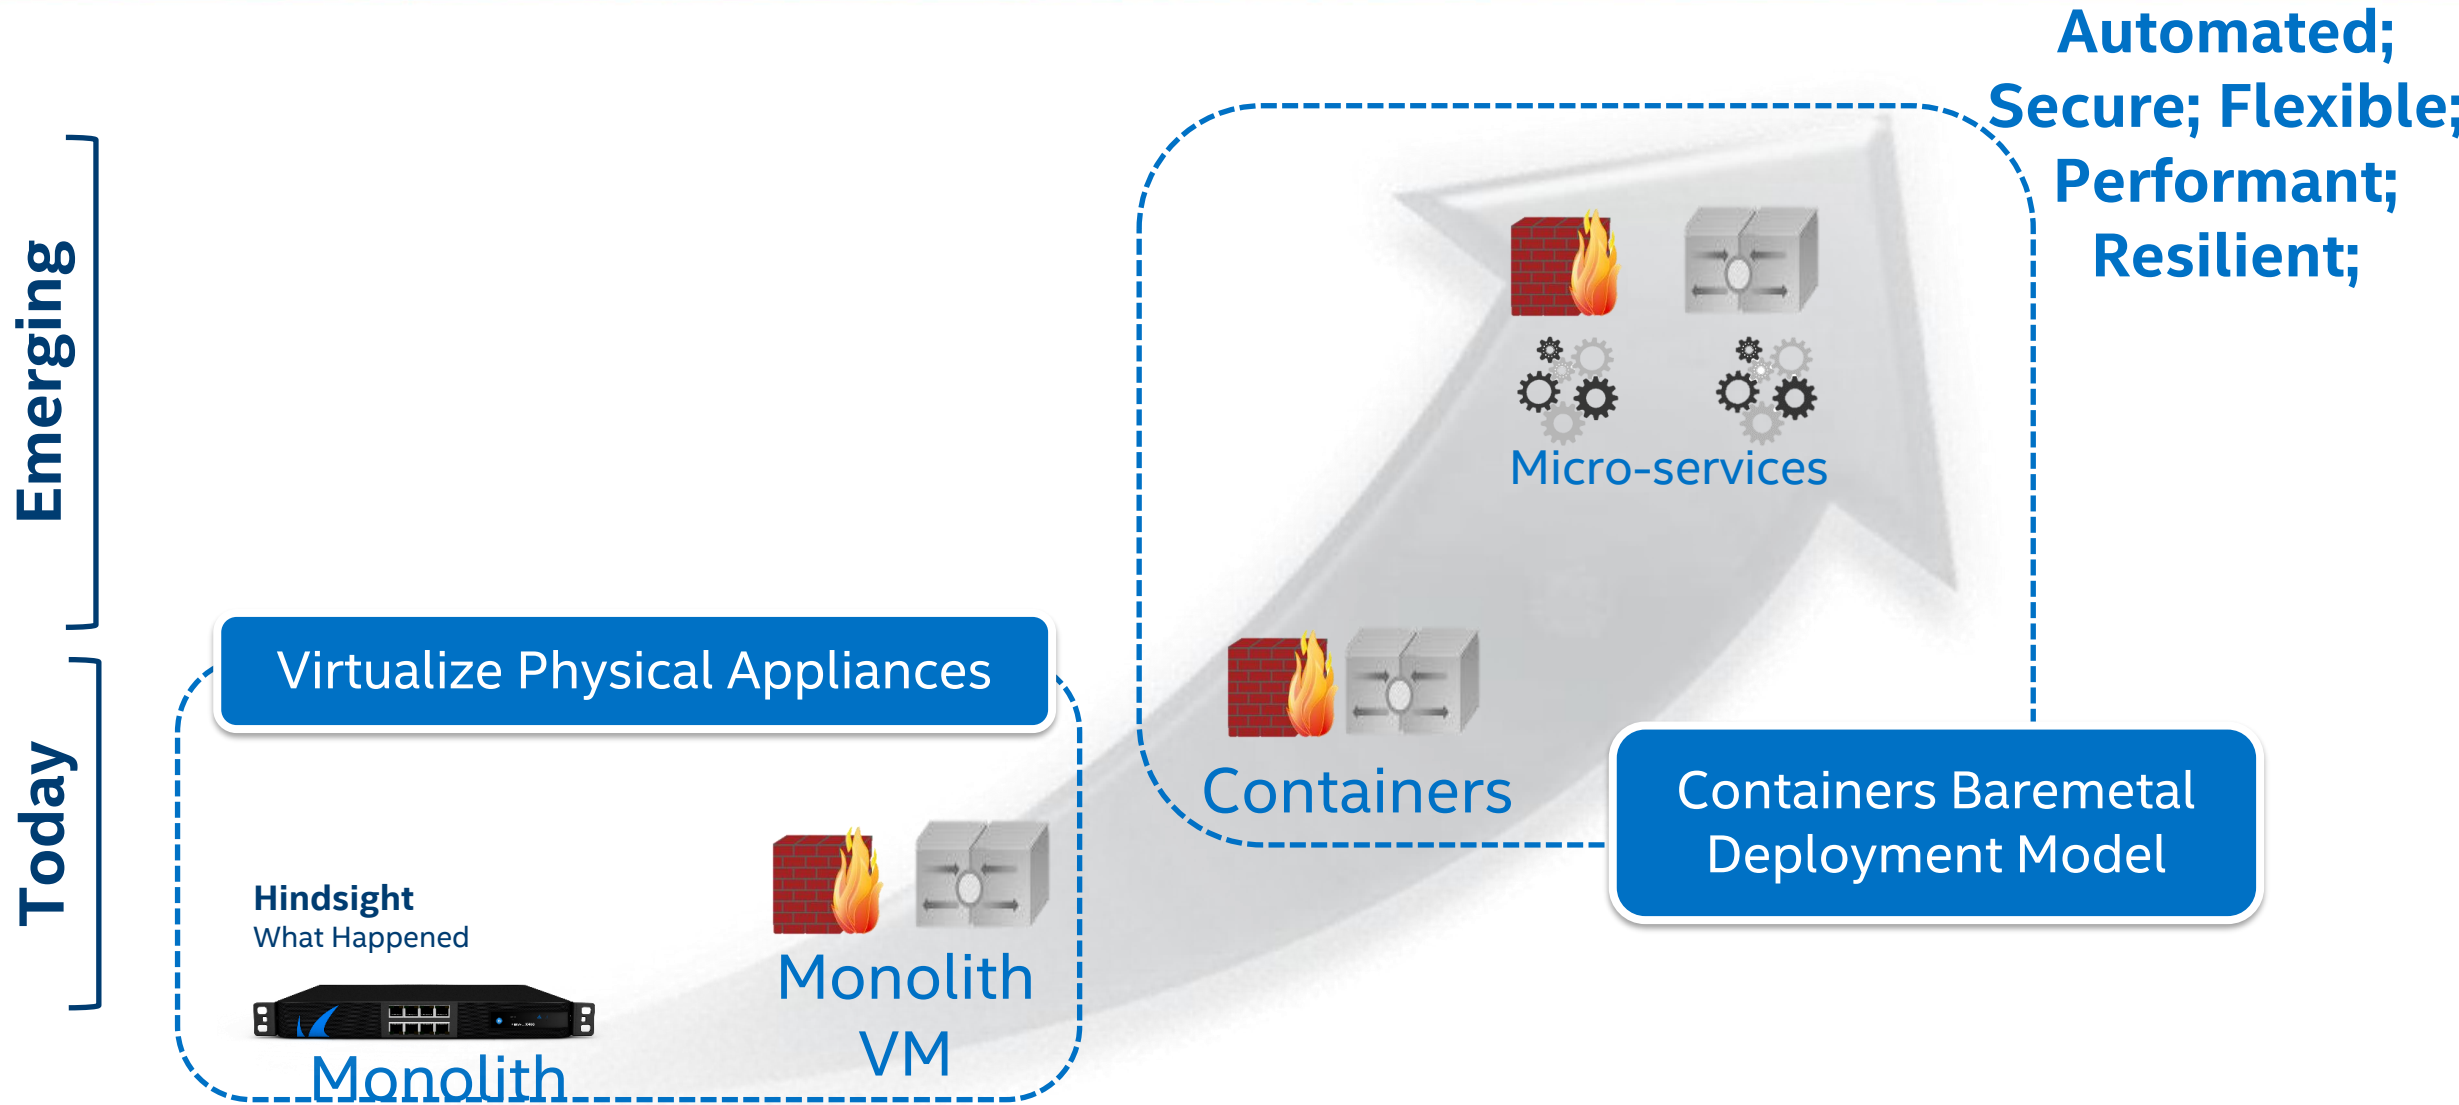 Automated;
Secure; Flexible;
Performant;
Resilient;
Emerging
Micro-services
Virtualize Physical Appliances
Containers
Containers Baremetal
Deployment Model
Today
Hindsight
What Happened
Monolith
VM
Monolith